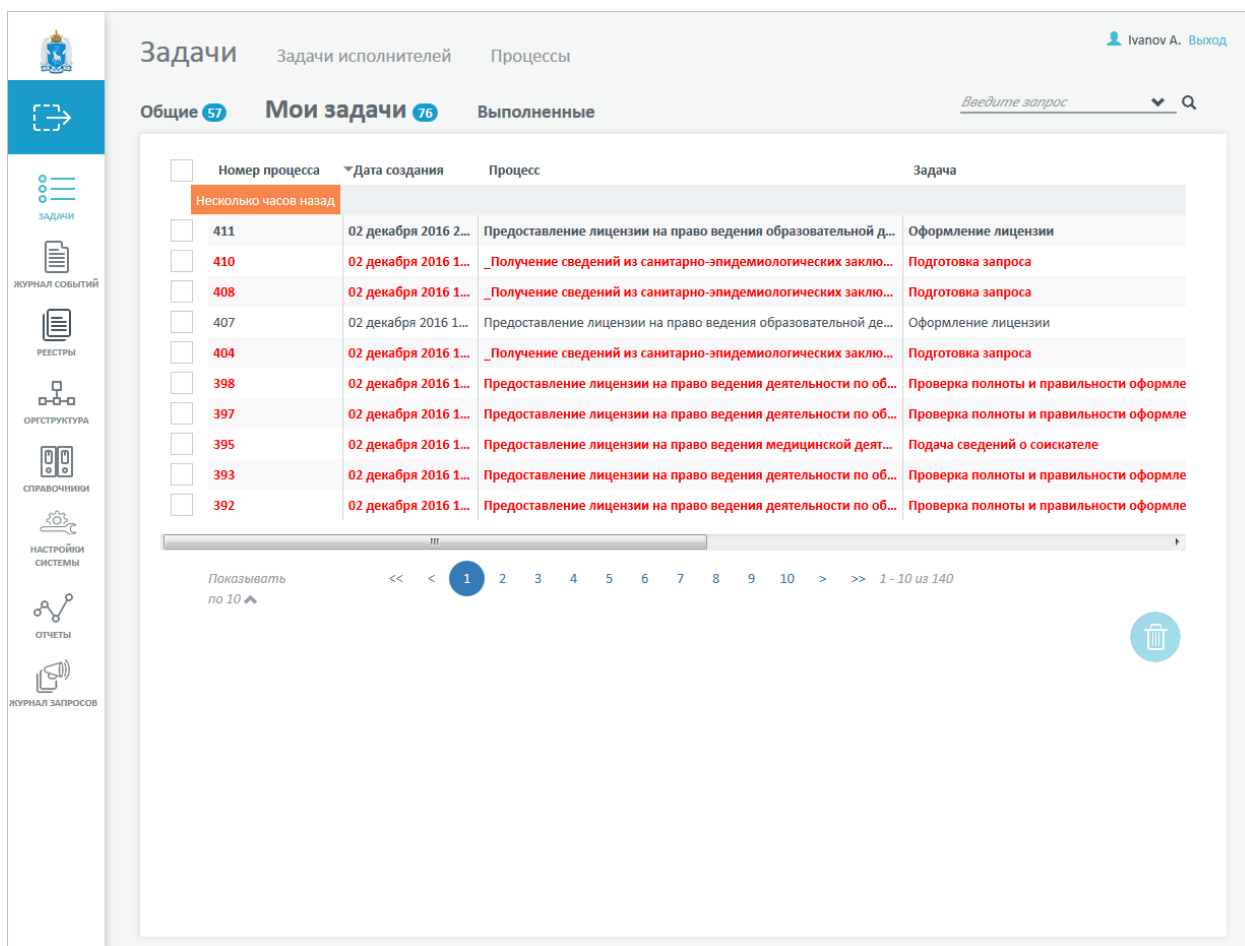 Задачи Задачи исполнителей Процессы
Ivanov A. Выход
Общие 57 Мои задачи 76 Выполненные
Введите запрос
Номер процесса Дата создания Процесс Задача
Несколько часов назад
411 02 декабря 2016 2... Предоставление лицензии на право ведения образовательной д... Оформление лицензии
410 02 декабря 2016 1... _Получение сведений из санитарно-эпидемиологических заклю... Подготовка запроса
408 02 декабря 2016 1... _Получение сведений из санитарно-эпидемиологических заклю... Подготовка запроса
407 02 декабря 2016 1... Предоставление лицензии на право ведения образовательной де... Оформление лицензии
404 02 декабря 2016 1... _Получение сведений из санитарно-эпидемиологических заклю... Подготовка запроса
398 02 декабря 2016 1... Предоставление лицензии на право ведения деятельности по об... Проверка полноты и правильности оформле
397 02 декабря 2016 1... Предоставление лицензии на право ведения деятельности по об... Проверка полноты и правильности оформле
395 02 декабря 2016 1... Предоставление лицензии на право ведения медицинской деят... Подача сведений о соискателе
393 02 декабря 2016 1... Предоставление лицензии на право ведения деятельности по об... Проверка полноты и правильности оформле
392 02 декабря 2016 1... Предоставление лицензии на право ведения деятельности по об... Проверка полноты и правильности оформле
Показывать
по 10
<< < 1 2 3 4 5 6 7 8 9 10 > >> 1 - 10 из 140
ЗАДАЧИ
ЖУРНАЛ СОБЫТИЙ
РЕЕСТРЫ
ОРГСТРУКТУРА
СПРАВОЧНИКИ
НАСТРОЙКИ
СИСТЕМЫ
ОТЧЕТЫ
ЖУРНАЛ ЗАПРОСОВ